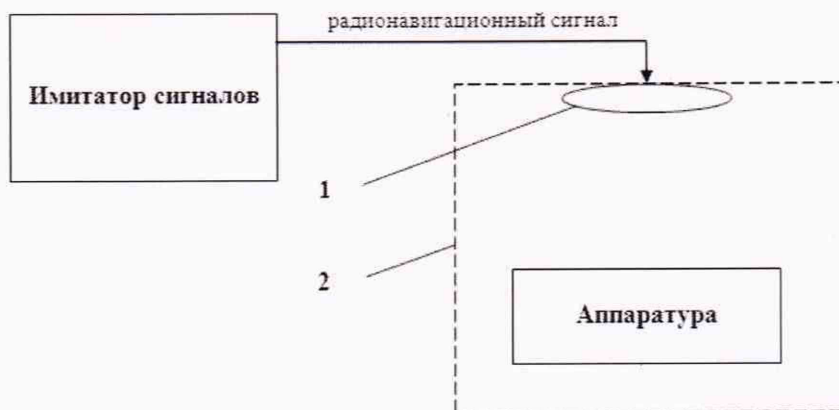 радионавигационный сигнал
Имитатор сигналов
1
2
Аппаратура